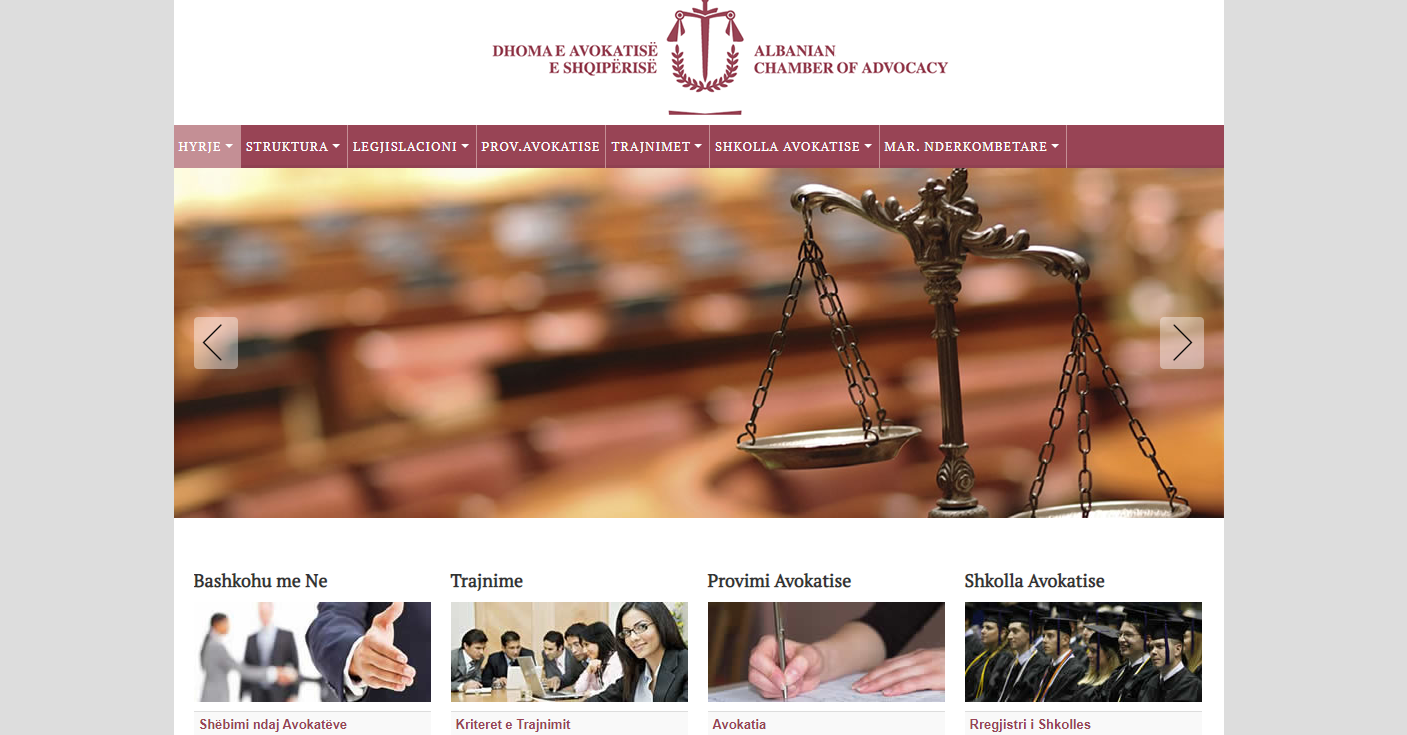 DHOMA E AVOKATISË
E SHQIPËRISË
ALBANIAN
CHAMBER OF ADVOCACY
HYRJE STRUKTURA LEGJISLACIONI PROV.AVOKATISE TRAJNIMET SHKOLLA AVOKATISE MAR. NDERKOMBETARE
Bashkohu me Ne Trajnime Provimi Avokatise Shkolla Avokatise
Shëbimi ndaj Avokatëve Kriteret e Trajnimit Avokatia Rregjistri i Shkolles